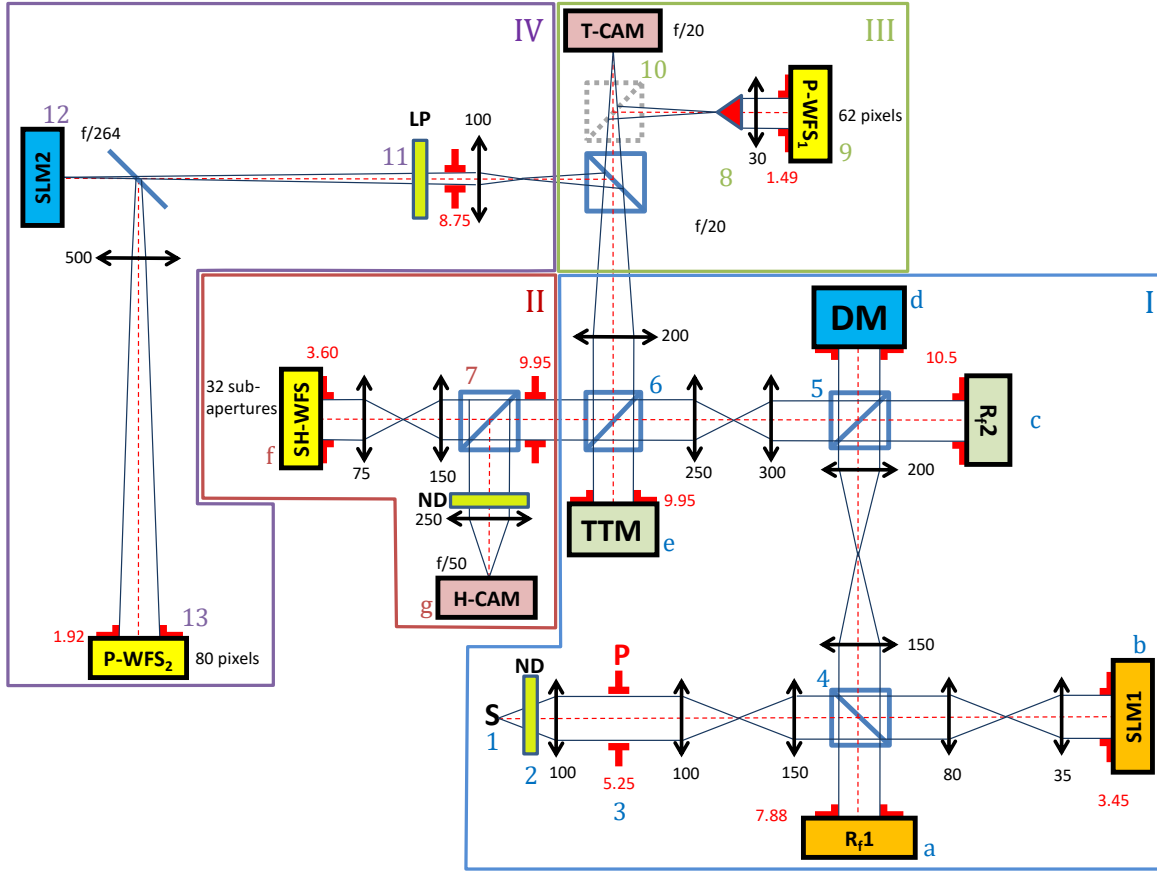 IV
T-CAM
f/20
III
10
12
f/264
LP
100
P-WFS1
62 pixels
SLM2
11
30
9
8
1.49
8.75
f/20
500
II
I
d
DM
200
3.60
9.95
10.5
7
6
5
32 sub-
apertures
SH-WFS
Rf2
c
f
75
150
250
300
200
ND
9.95
250
TTM
e
f/50
13
g
H-CAM
1.92
P-WFS2
80 pixels
150
b
ND
P
4
S
SLM1
1
2
100
100
150
80
35
5.25
3
7.88
3.45
Rf1
a